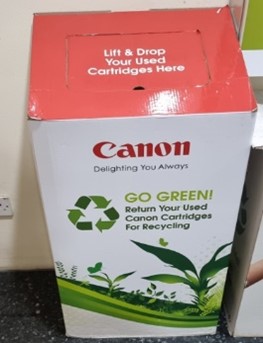 Lift & Drop
Your Used
Cartridges Here
Canon
Delighting You Always
GO GREEN!
Return Your Used
Canon Cartridges
For Recycling